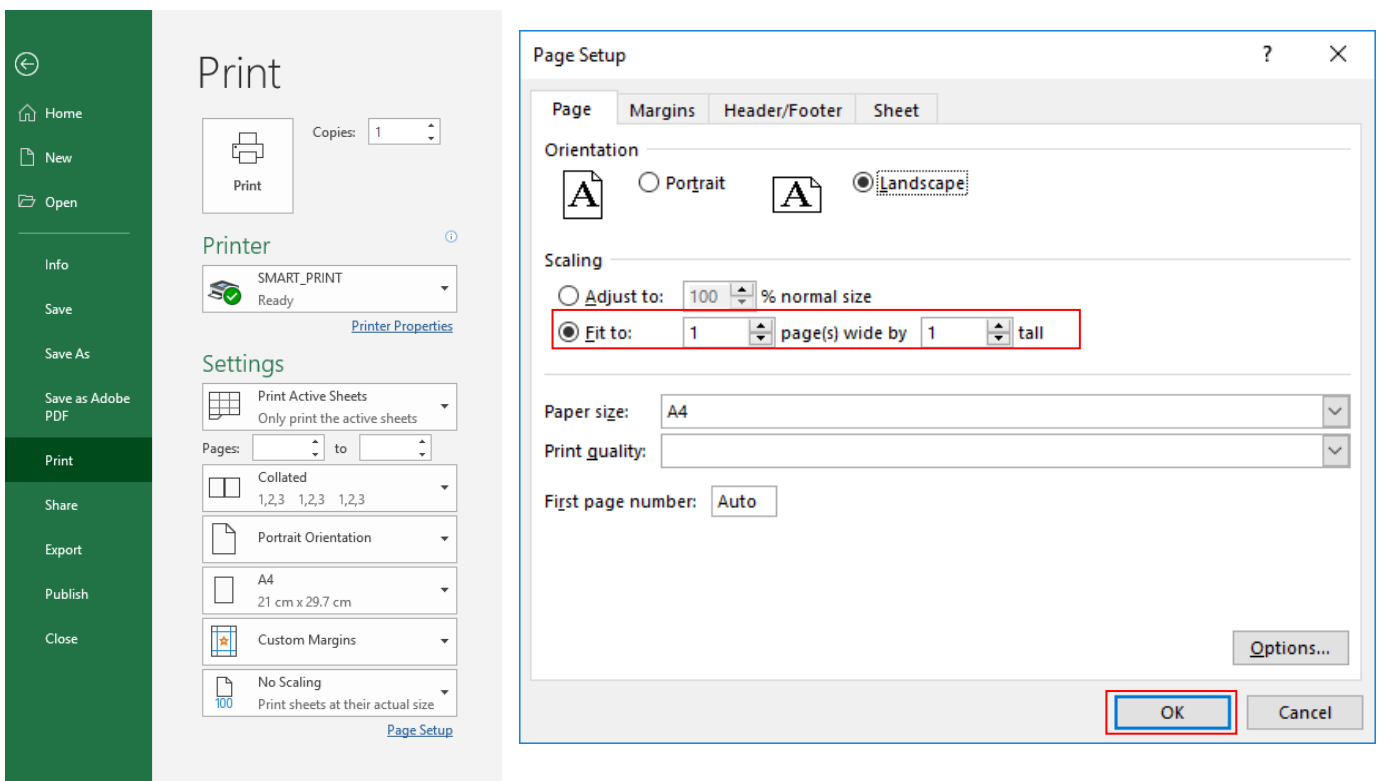 Home
New
Open
Info
Save
Save As
Save as Adobe
PDF
Print
Share
Export
Publish
Close
Print
Copies: 1
Print
Printer
SMART_PRINT
Ready
Printer Properties
Settings
Print Active Sheets
Only print the active sheets
Pages: to
Collated
1,2,3 1,2,3 1,2,3
Portrait Orientation
A4
21 cm x 29.7 cm
Custom Margins
No Scaling
100 Print sheets at their actual size
Page Setup
Page Setup ? ×
Page Margins Header/Footer Sheet
Orientation
A Portrait A Landscape
Scaling
Adjust to: 100 % normal size
Fit to: 1 page(s) wide by 1 tall
Paper size: A4
Print quality:
First page number: Auto
Options...
OK Cancel